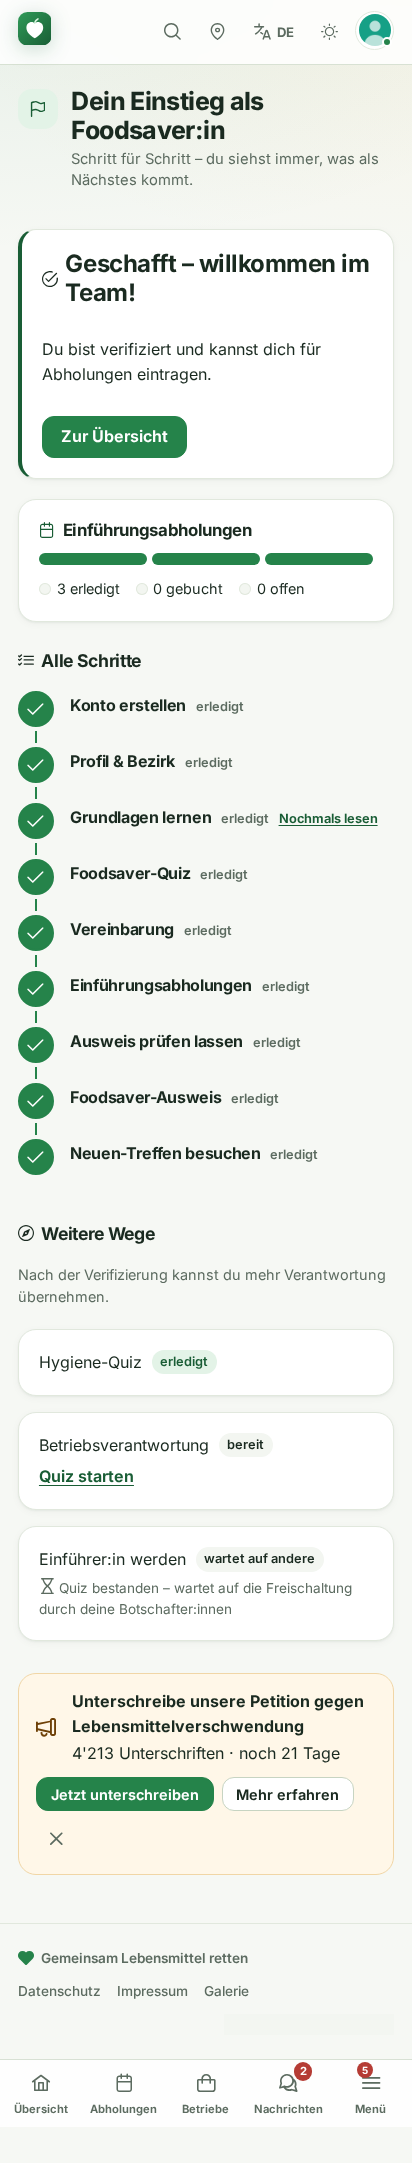 DE
Dein Einstieg als
Foodsaver:in
Schritt für Schritt – du siehst immer, was als
Nächstes kommt.
Geschafft – willkommen im
Team!
Du bist verifiziert und kannst dich für
Abholungen eintragen.
Zur Übersicht
Einführungsabholungen
3 erledigt 0 gebucht 0 offen
Alle Schritte
Konto erstellen erledigt
Profil & Bezirk erledigt
Grundlagen lernen erledigt Nochmals lesen
Foodsaver-Quiz erledigt
Vereinbarung erledigt
Einführungsabholungen erledigt
Ausweis prüfen lassen erledigt
Foodsaver-Ausweis erledigt
Neuen-Treffen besuchen erledigt
Weitere Wege
Nach der Verifizierung kannst du mehr Verantwortung
übernehmen.
Hygiene-Quiz erledigt
Betriebsverantwortung bereit
Quiz starten
Einführer:in werden wartet auf andere
Quiz bestanden – wartet auf die Freischaltung
durch deine Botschafter:innen
Unterschreibe unsere Petition gegen
Lebensmittelverschwendung
4'213 Unterschriften · noch 21 Tage
Jetzt unterschreiben Mehr erfahren
Gemeinsam Lebensmittel retten
Datenschutz Impressum Galerie
2 5
Übersicht Abholungen Betriebe Nachrichten Menü